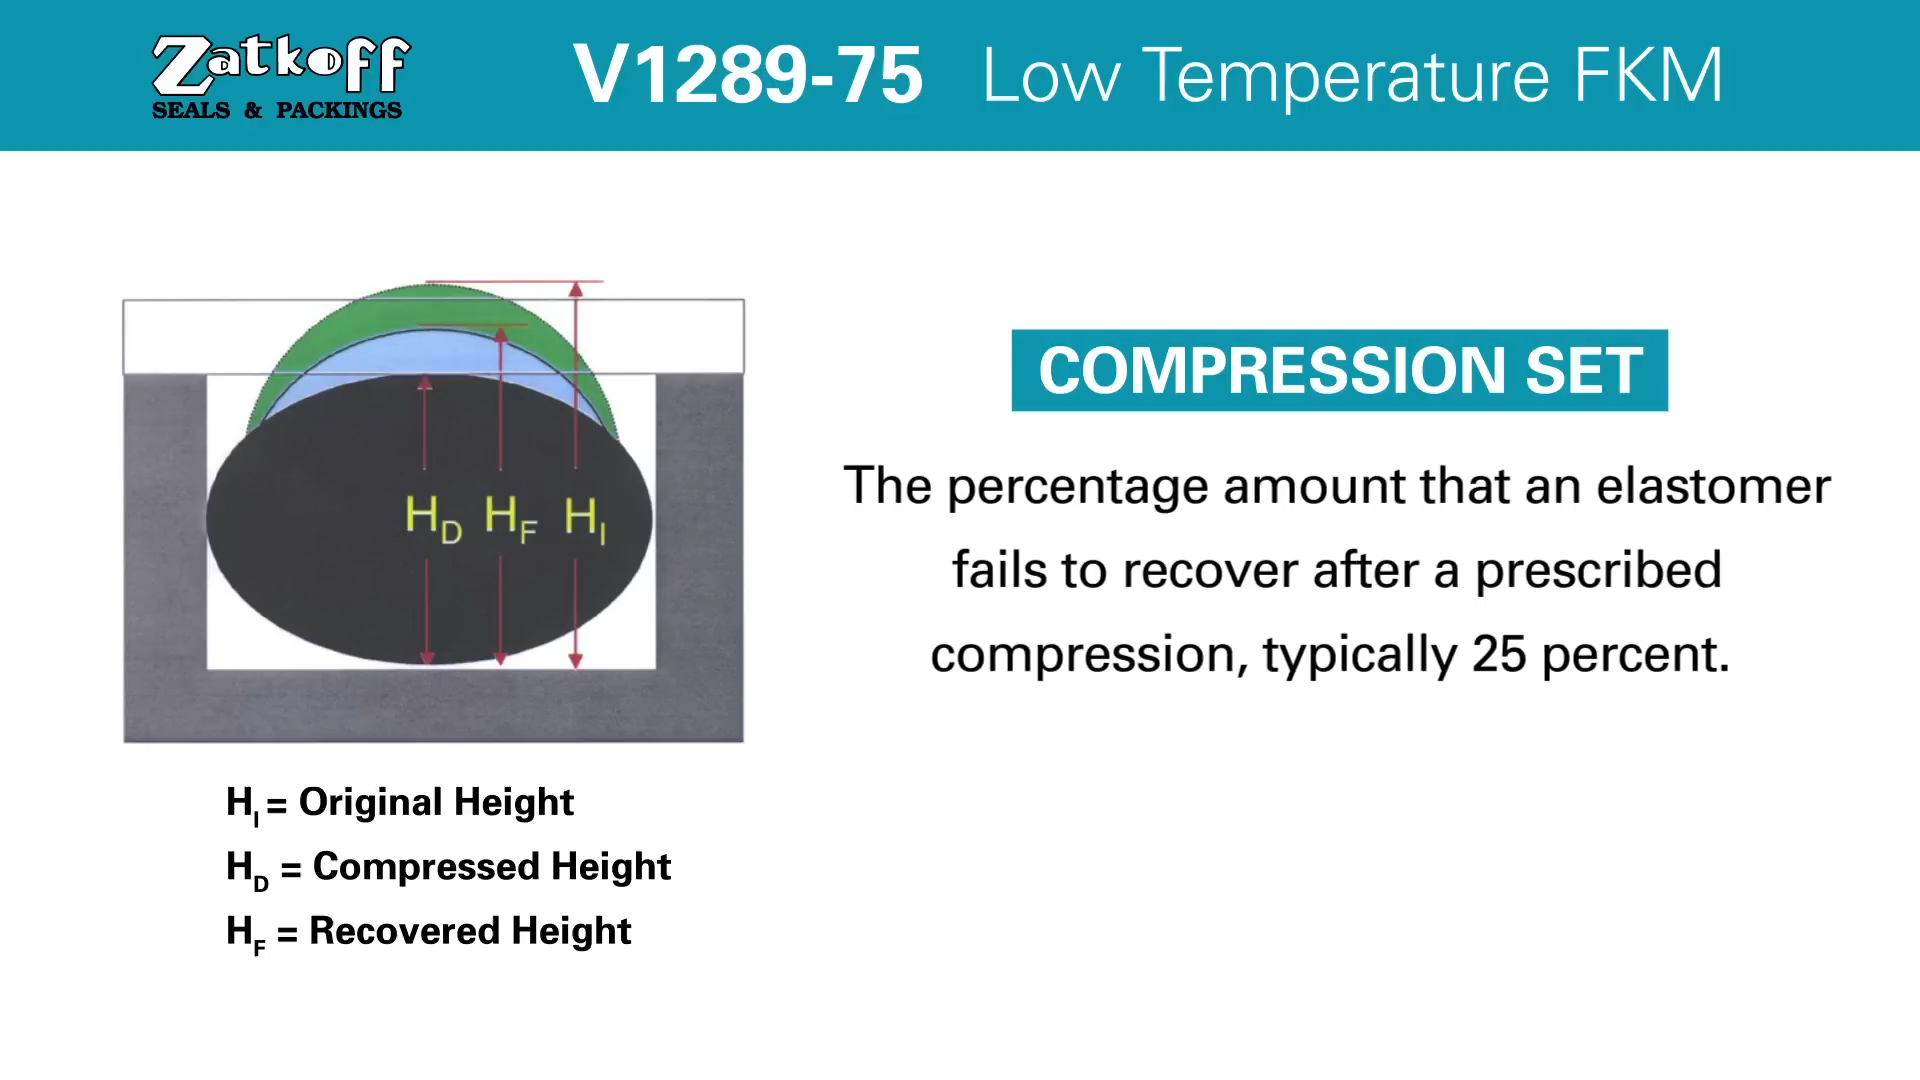 Zatkoff
SEALS & PACKINGS
V1289-75 Low Temperature FKM
H_D H_F H_I
COMPRESSION SET
The percentage amount that an elastomer
fails to recover after a prescribed
compression, typically 25 percent.
H_I = Original Height
H_D = Compressed Height
H_F = Recovered Height